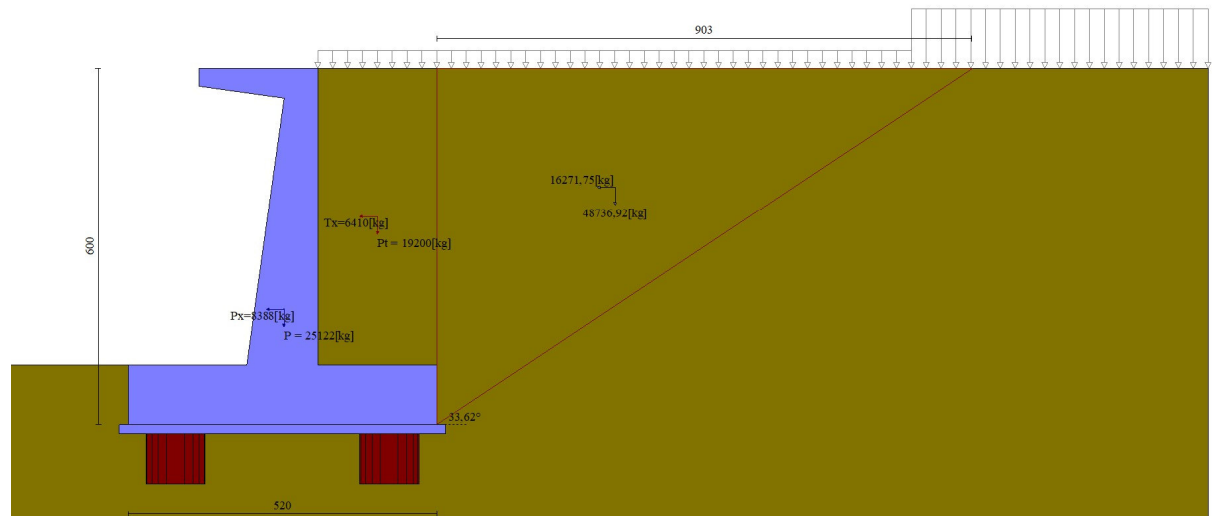 903
600
16271,75[kg]
48736,92[kg]
Tx=6410[kg]
Pt = 19200[kg]
Px=8388[kg]
P = 25122[kg]
33,62°
520